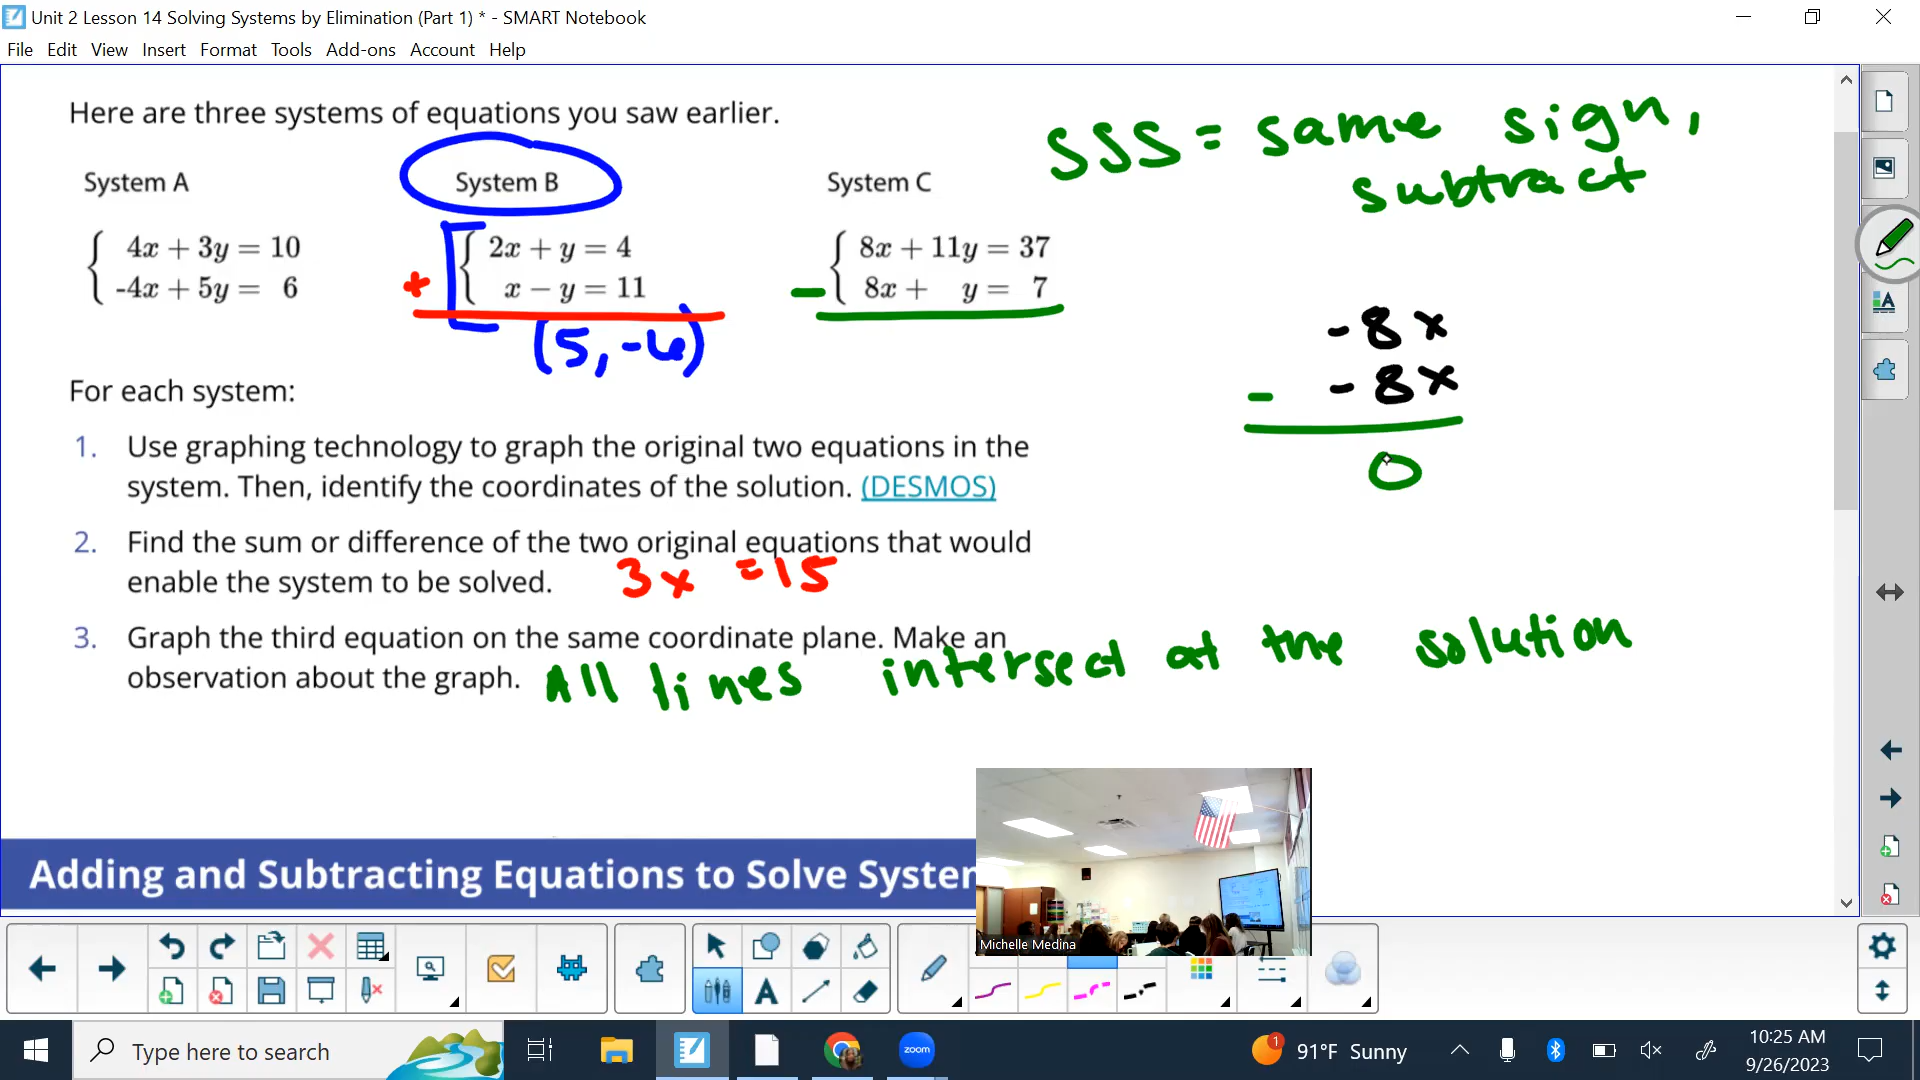 Unit 2 Lesson 14 Solving Systems by Elimination (Part 1) * - SMART Notebook
File Edit View Insert Format Tools Add-ons Account Help
Here are three systems of equations you saw earlier.
SSS = same sign,
subtract
System A
4x + 3y = 10
-4x + 5y = 6
System B
2x + y = 4
+ x − y = 11
(5, -6)
System C
8x + 11y = 37
- 8x + y = 7
-8x
- -8x
0
For each system:
1. Use graphing technology to graph the original two equations in the
system. Then, identify the coordinates of the solution. (DESMOS)
2. Find the sum or difference of the two original equations that would
enable the system to be solved.
3x = 15
3. Graph the third equation on the same coordinate plane. Make an
observation about the graph.
All lines intersect at the solution
Adding and Subtracting Equations to Solve
Michelle Medina
Type here to search
zoom
1
91°F Sunny
10:25 AM
9/26/2023